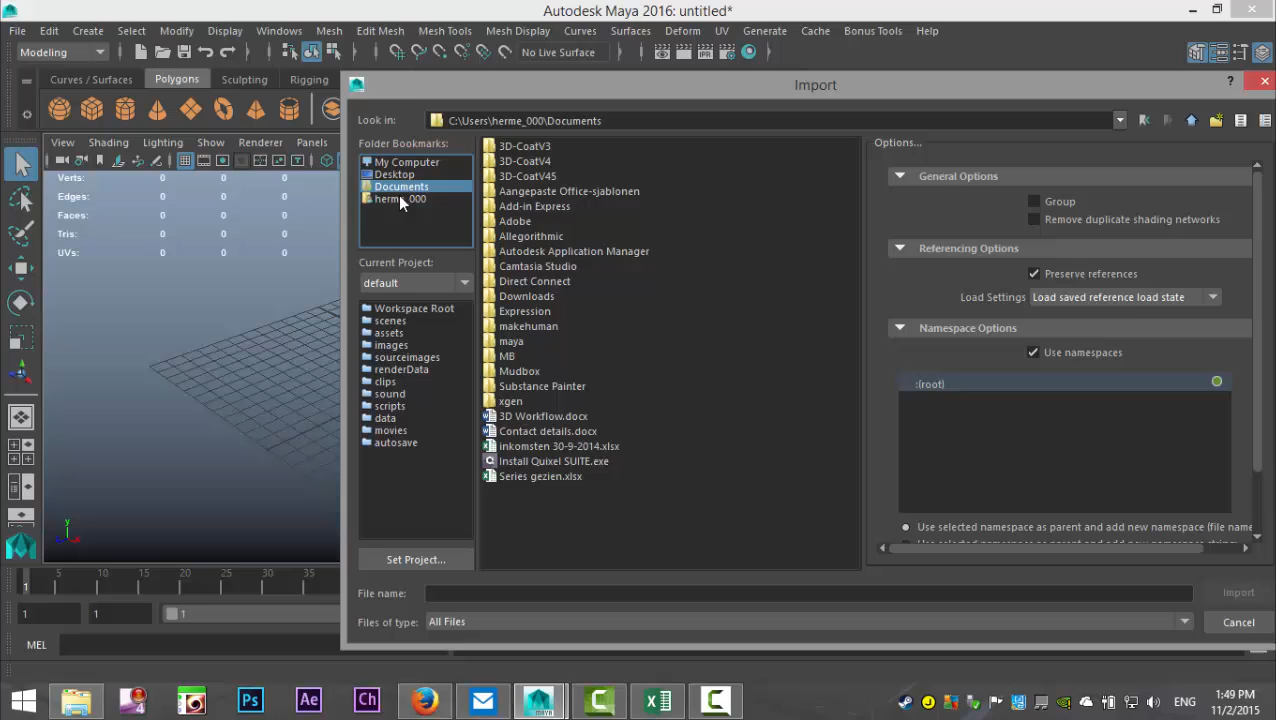 Autodesk Maya 2016: untitled*
File Edit Create Select Modify Display Windows Mesh Edit Mesh Mesh Tools Mesh Display Curves Surfaces Deform UV Generate Cache Bonus Tools Help
Modeling No Live Surface
Curves / Surfaces Polygons Sculpting Rigging
View Shading Lighting Show Renderer Panels
Verts: 0 0 0
Edges: 0 0 0
Faces: 0 0 0
Tris: 0 0 0
UVs: 0 0 0
Import
Look in: C:\Users\herme_000\Documents
Folder Bookmarks:
My Computer
Desktop
Documents
herme_000
Current Project:
default
Workspace Root
scenes
assets
images
sourceimages
renderData
clips
sound
scripts
data
movies
autosave
Set Project...
3D-CoatV3
3D-CoatV4
3D-CoatV45
Aangepaste Office-sjablonen
Add-in Express
Adobe
Allegorithmic
Autodesk Application Manager
Camtasia Studio
Direct Connect
Downloads
Expression
makehuman
maya
MB
Mudbox
Substance Painter
xgen
3D Workflow.docx
Contact details.docx
inkomsten 30-9-2014.xlsx
Install Quixel SUITE.exe
Series gezien.xlsx
Options...
General Options
Group
Remove duplicate shading networks
Referencing Options
Preserve references
Load Settings Load saved reference load state
Namespace Options
Use namespaces
:(root)
Use selected namespace as parent and add new namespace (file name
File name: Import
Files of type: All Files Cancel
y
5 10 15 20 25 30 35
1
1 1 1
MEL
Ps Ae Ch
ENG
1:49 PM
11/2/2015